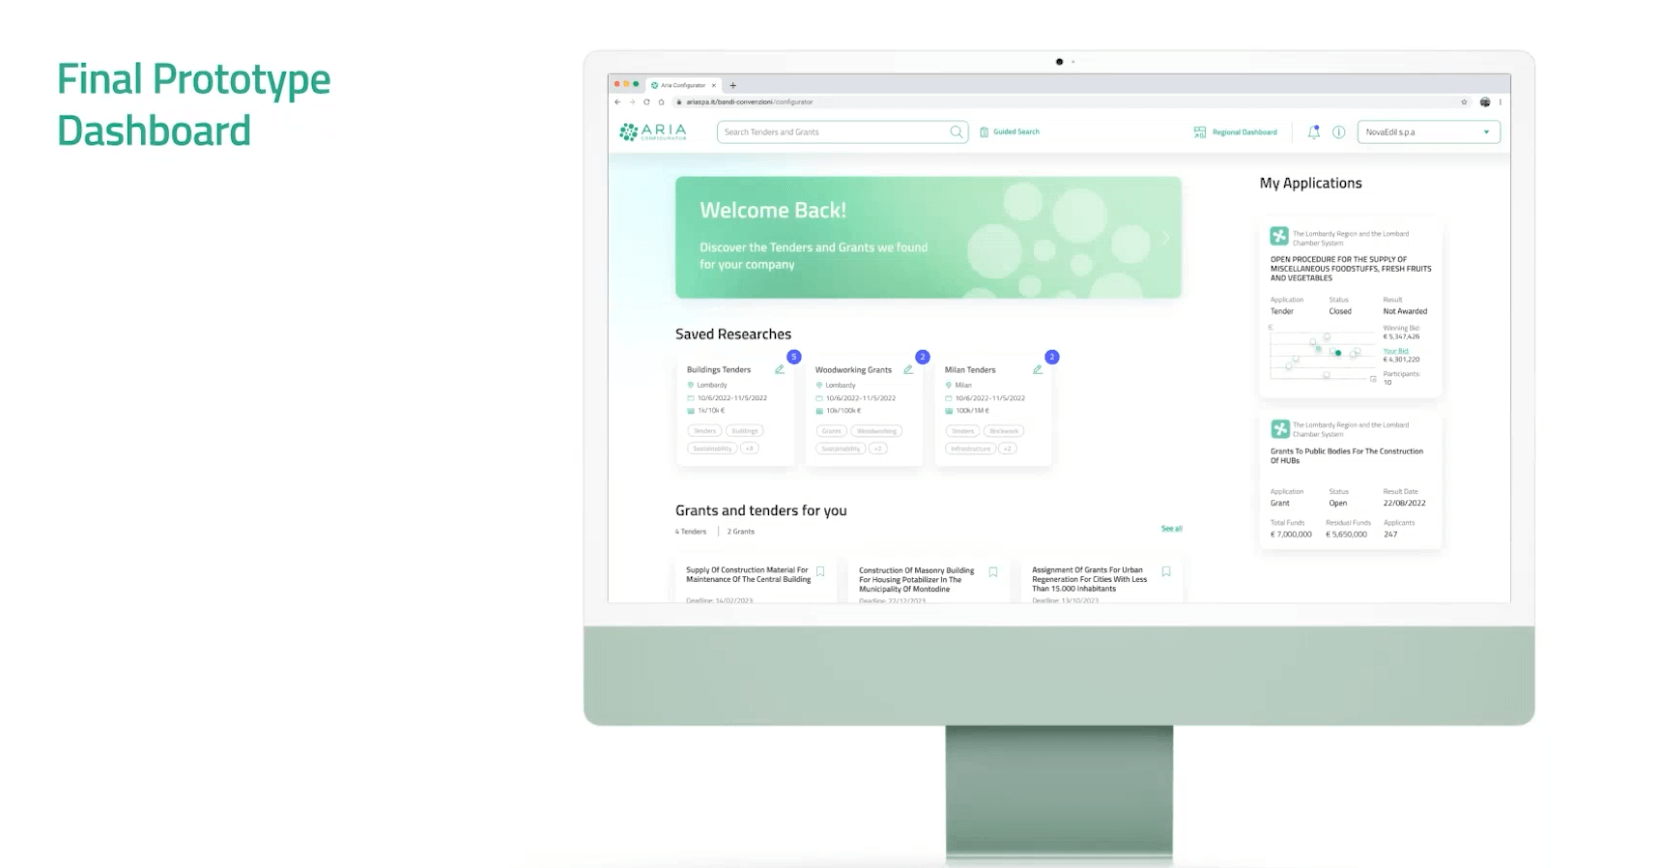 Final Prototype
Dashboard
Aria Configurator
ariaspa.it/bandi-convenzioni/configurator
ARIA
CONFIGURATOR
Search Tenders and Grants
Guided Search
Regional Dashboard
NovaEdil s.p.a
Welcome Back!
Discover the Tenders and Grants we found
for your company
Saved Researches
5
Buildings Tenders
Lombardy
10/6/2022-11/5/2022
1k/10k €
Tenders
Buildings
Sustainability
+3
2
Woodworking Grants
Lombardy
10/6/2022-11/5/2022
10k/100k €
Grants
Woodworking
Sustainability
+2
2
Milan Tenders
Milan
10/6/2022-11/5/2022
100k/1M €
Tenders
Brickwork
Infrastructure
+2
Grants and tenders for you
4 Tenders | 2 Grants
See all
Supply Of Construction Material For
Maintenance Of The Central Building
Deadline: 14/02/2023
Construction Of Masonry Building
For Housing Potabilizer In The
Municipality Of Montodine
Deadline: 22/12/2023
Assignment Of Grants For Urban
Regeneration For Cities With Less
Than 15.000 Inhabitants
Deadline: 13/10/2023
My Applications
The Lombardy Region and the Lombard
Chamber System
OPEN PROCEDURE FOR THE SUPPLY OF
MISCELLANEOUS FOODSTUFFS, FRESH FRUITS
AND VEGETABLES
Application
Tender
Status
Closed
Result
Not Awarded
€
Winning Bid:
€ 5,347,426
Your Bid:
€ 4,301,220
Participants:
10
The Lombardy Region and the Lombard
Chamber System
Grants To Public Bodies For The Construction
Of HUBs
Application
Grant
Status
Open
Result Date
22/08/2022
Total Funds
€ 7,000,000
Residual Funds
€ 5,650,000
Applicants
247